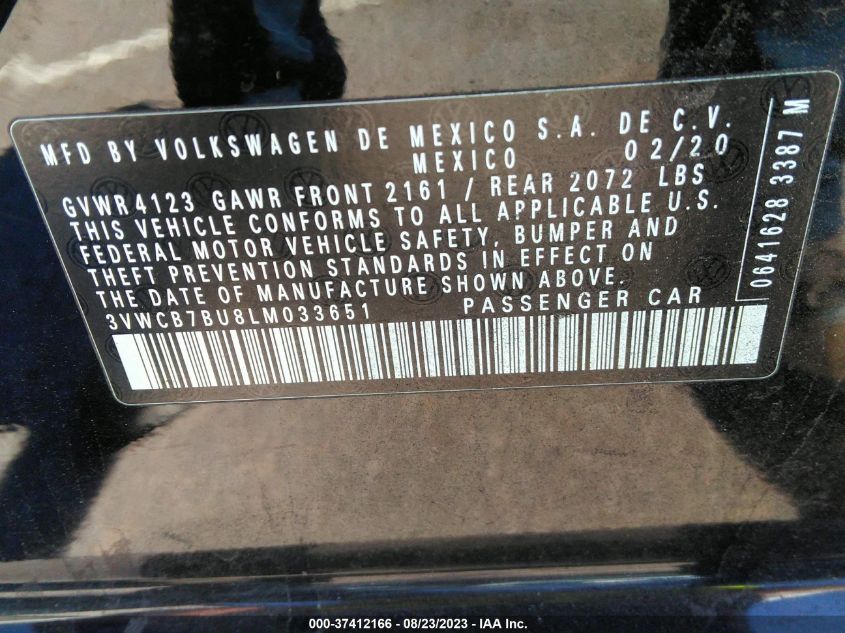 MFD BY VOLKSWAGEN DE MEXICO S.A. DE C.V.
MEXICO 02/20
GVWR4123 GAWR FRONT 2161 / REAR 2072 LBS
THIS VEHICLE CONFORMS TO ALL APPLICABLE U.S.
FEDERAL MOTOR VEHICLE SAFETY, BUMPER AND
THEFT PREVENTION STANDARDS IN EFFECT ON
THE DATE OF MANUFACTURE SHOWN ABOVE.
3VWCB7BU8LM033651 PASSENGER CAR
0641628 3387 M
000-37412166 - 08/23/2023 - IAA Inc.